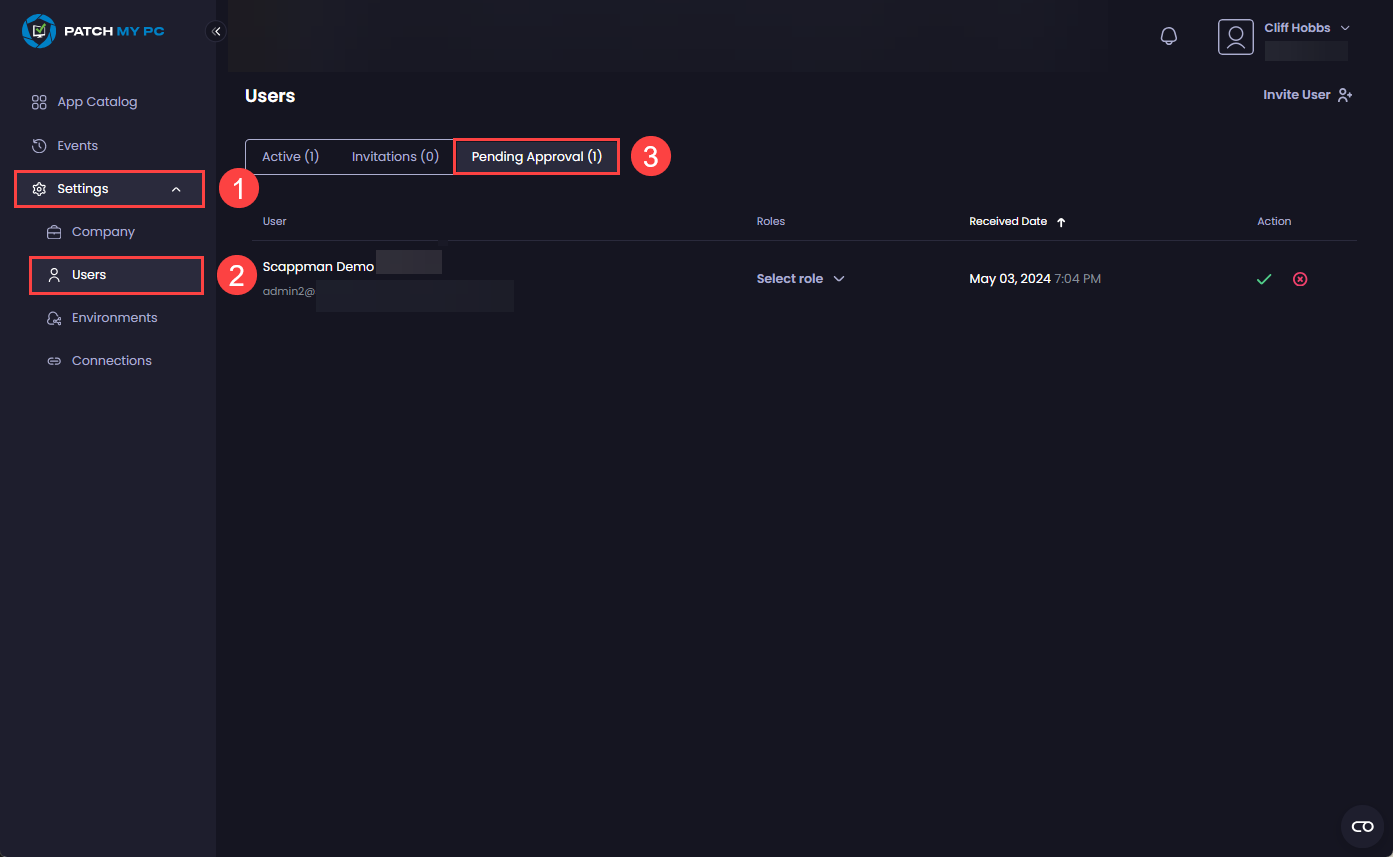 PATCH MY PC
Cliff Hobbs
App Catalog
Events
Settings
1
Company
Users
2
Environments
Connections
Users
Invite User
Active (1) Invitations (0) Pending Approval (1)
3
User Roles Received Date Action
Scappman Demo
admin2@
Select role
May 03, 2024 7:04 PM